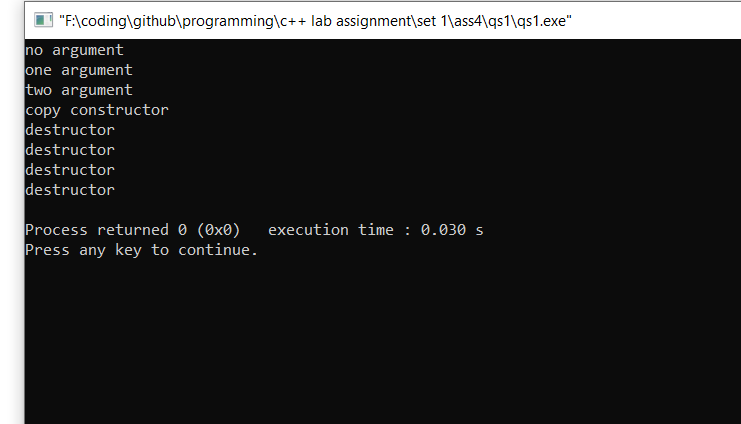 "F:\coding\github\programming\c++ lab assignment\set 1\ass4\qs1\qs1.exe"
no argument
one argument
two argument
copy constructor
destructor
destructor
destructor
destructor
Process returned 0 (0x0)   execution time : 0.030 s
Press any key to continue.